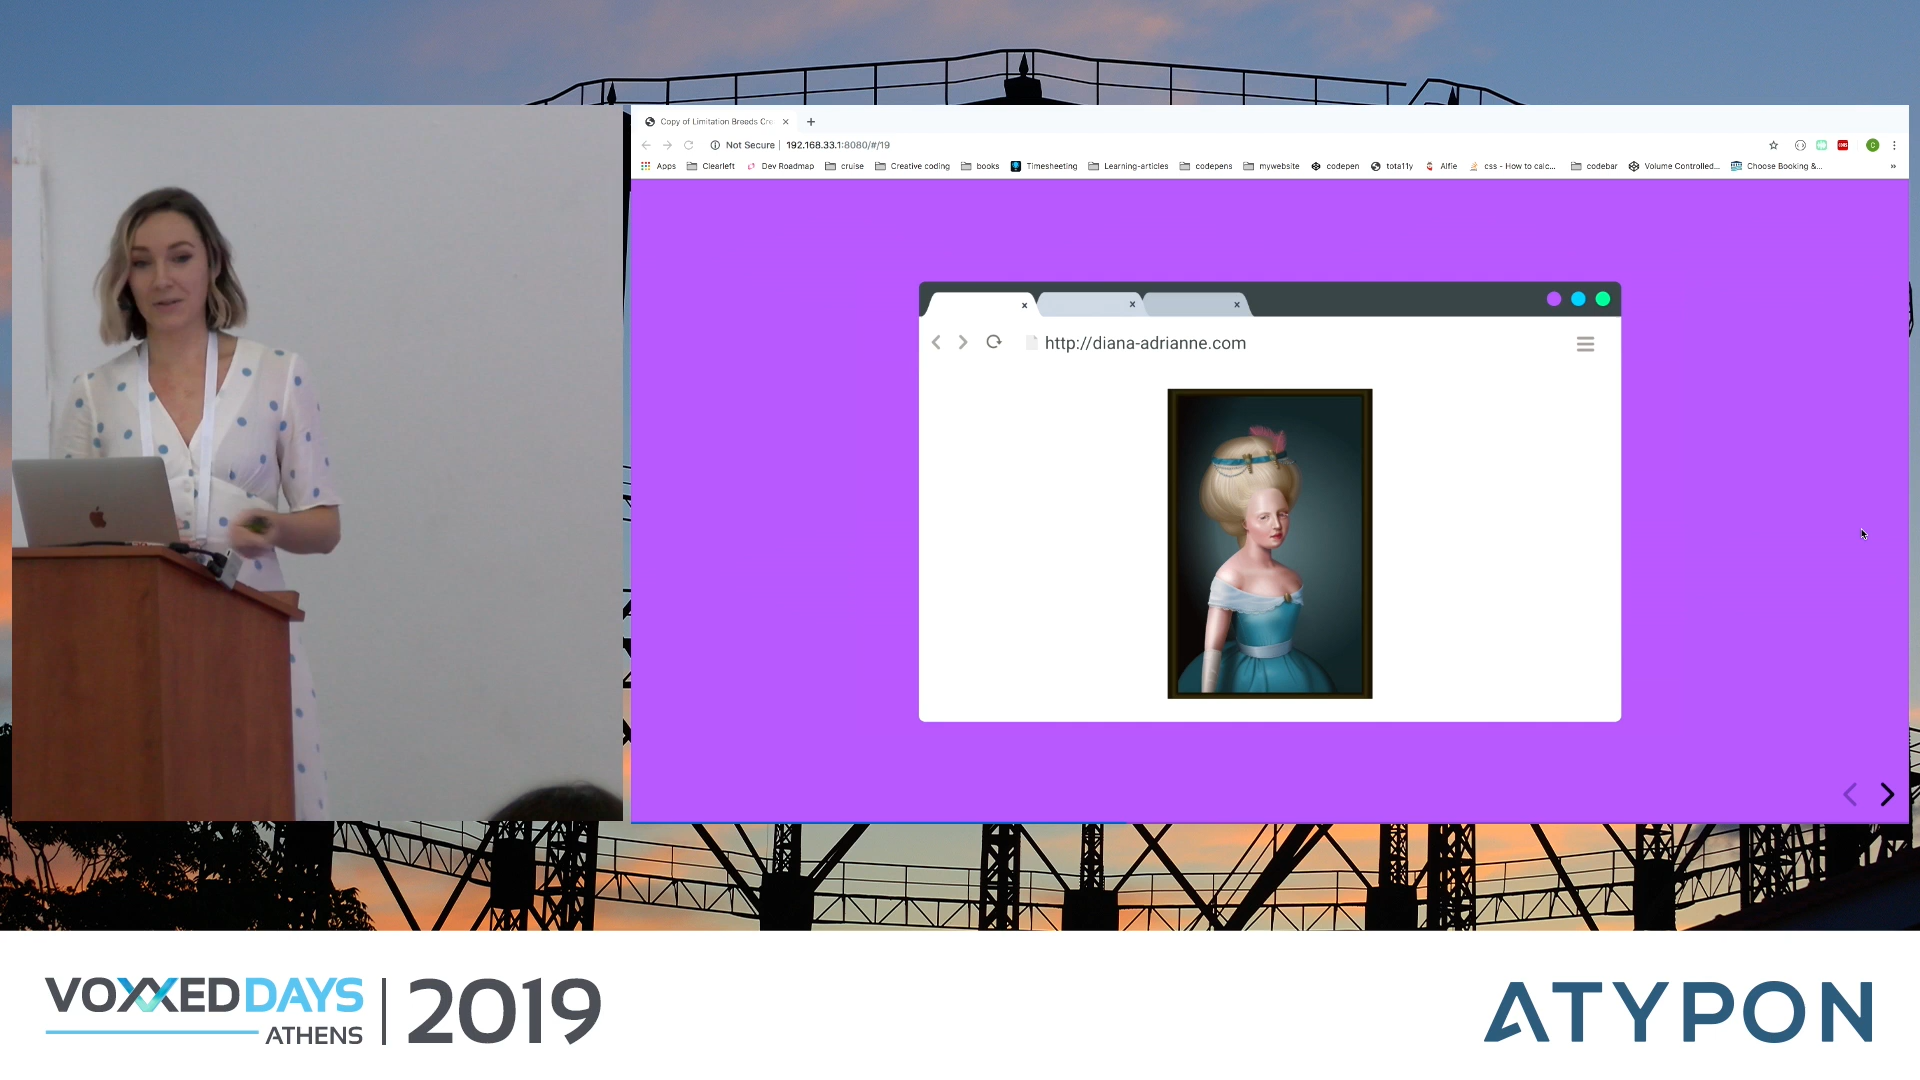 Copy of Limitation Breeds Cre
Not Secure | 192.168.33.1:8080/#/19
Apps Clearleft Dev Roadmap cruise Creative coding books Timesheeting Learning-articles codepens mywebsite codepen tota11y Alfie css - How to calc... codebar Volume Controlled... Choose Booking &... »
http://diana-adrianne.com
VOXXEDDAYS
ATHENS
2019
ATYPON